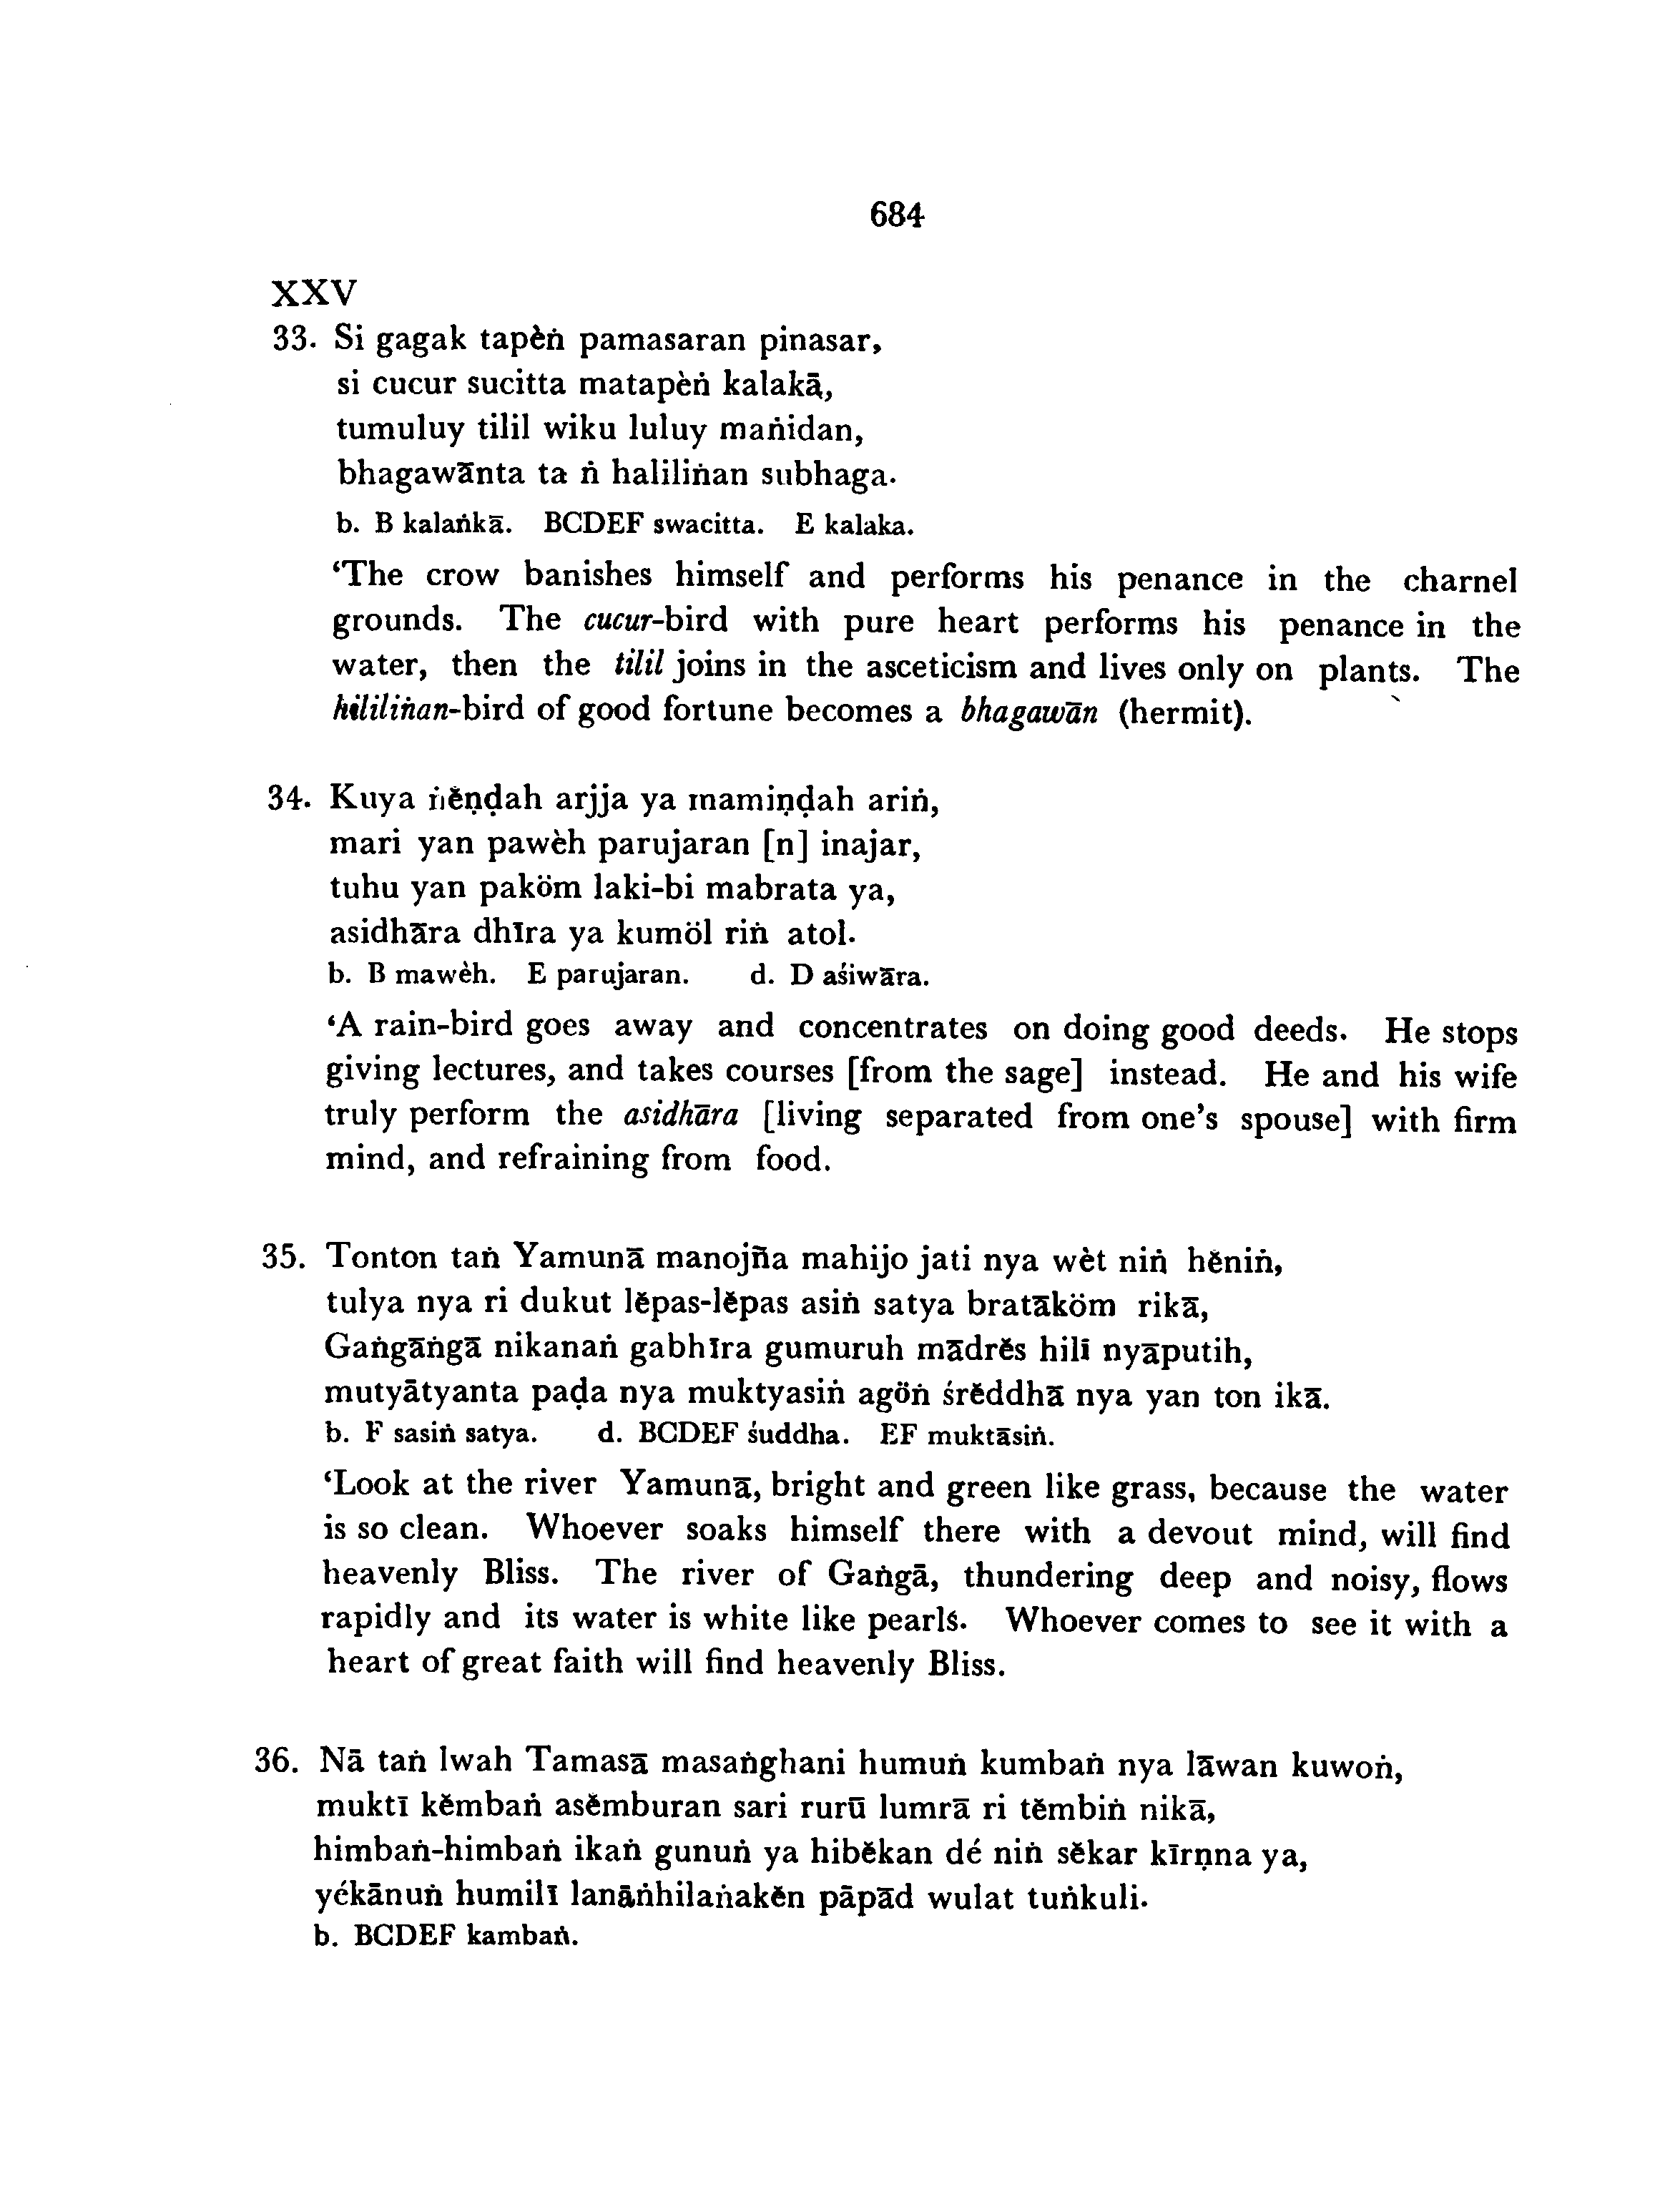 684
XXV
33. Si gagak tapèṅ pamasaran pinasar,
si cucur sucitta matapèṅ kalakā,
tumuluy tilil wiku luluy maṅidan,
bhagawānta ta ṅ haliliṅan subhaga.
b. B kalaṅkā. BCDEF swacitta. E kalaka.
‘The crow banishes himself and performs his penance in the charnel
grounds. The cucur-bird with pure heart performs his penance in the
water, then the tilil joins in the asceticism and lives only on plants. The
hililiṅan-bird of good fortune becomes a bhagawān (hermit).
34. Kuya ṅĕṇḍah arjja ya mamiṇḍah ariṅ,
mari yan pawèh parujaran [n] inajar,
tuhu yan paköm laki-bi mabrata ya,
asidhāra dhīra ya kumöl riṅ atol.
b. B mawèh. E parujaran. d. D aśiwāra.
‘A rain-bird goes away and concentrates on doing good deeds. He stops
giving lectures, and takes courses [from the sage] instead. He and his wife
truly perform the asidhāra [living separated from one’s spouse] with firm
mind, and refraining from food.
35. Tonton taṅ Yamunā manojña mahijo jati nya wèt niṅ hĕniṅ,
tulya nya ri dukut lĕpas-lĕpas asiṅ satya bratāköm rikā,
Gaṅgāṅgā nikanaṅ gabhīra gumuruh mādrĕs hilī nyāputih,
mutyātyanta paḍa nya muktyasiṅ agöṅ śrĕddhā nya yan ton ikā.
b. F sasiṅ satya. d. BCDEF śuddha. EF muktāsiṅ.
‘Look at the river Yamunā, bright and green like grass, because the water
is so clean. Whoever soaks himself there with a devout mind, will find
heavenly Bliss. The river of Gaṅgā, thundering deep and noisy, flows
rapidly and its water is white like pearls. Whoever comes to see it with a
heart of great faith will find heavenly Bliss.
36. Nā taṅ lwah Tamasā masaṅghani humuṅ kumbaṅ nya lāwan kuwoṅ,
muktī kĕmbaṅ asĕmburan sari rurū lumrā ri tĕmbiṅ nikā,
himbaṅ-himbaṅ ikaṅ gunuṅ ya hibĕkan dé niṅ sĕkar kīrṇna ya,
yékānuṅ humilī lanāṅhilaṅakĕn pāpād wulat tuṅkuli.
b. BCDEF kambaṅ.